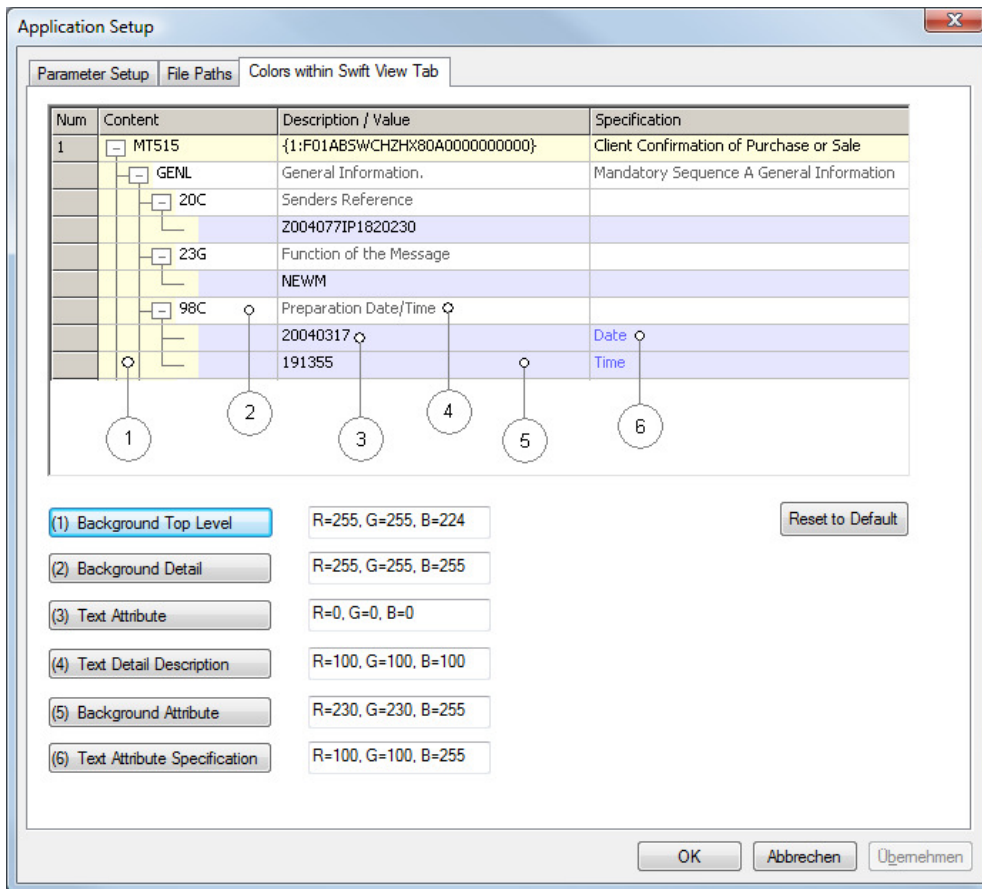 Application Setup
Parameter Setup File Paths Colors within Swift View Tab
Num Content Description / Value Specification
1 MT515 {1:F01ABSWCHZHX80A0000000000} Client Confirmation of Purchase or Sale
GENL General Information. Mandatory Sequence A General Information
20C Senders Reference
Z004077IP1820230
23G Function of the Message
NEWM
98C Preparation Date/Time
20040317 Date
191355 Time
1 2 3 4 5 6
(1) Background Top Level R=255, G=255, B=224 Reset to Default
(2) Background Detail R=255, G=255, B=255
(3) Text Attribute R=0, G=0, B=0
(4) Text Detail Description R=100, G=100, B=100
(5) Background Attribute R=230, G=230, B=255
(6) Text Attribute Specification R=100, G=100, B=255
OK Abbrechen Übernehmen